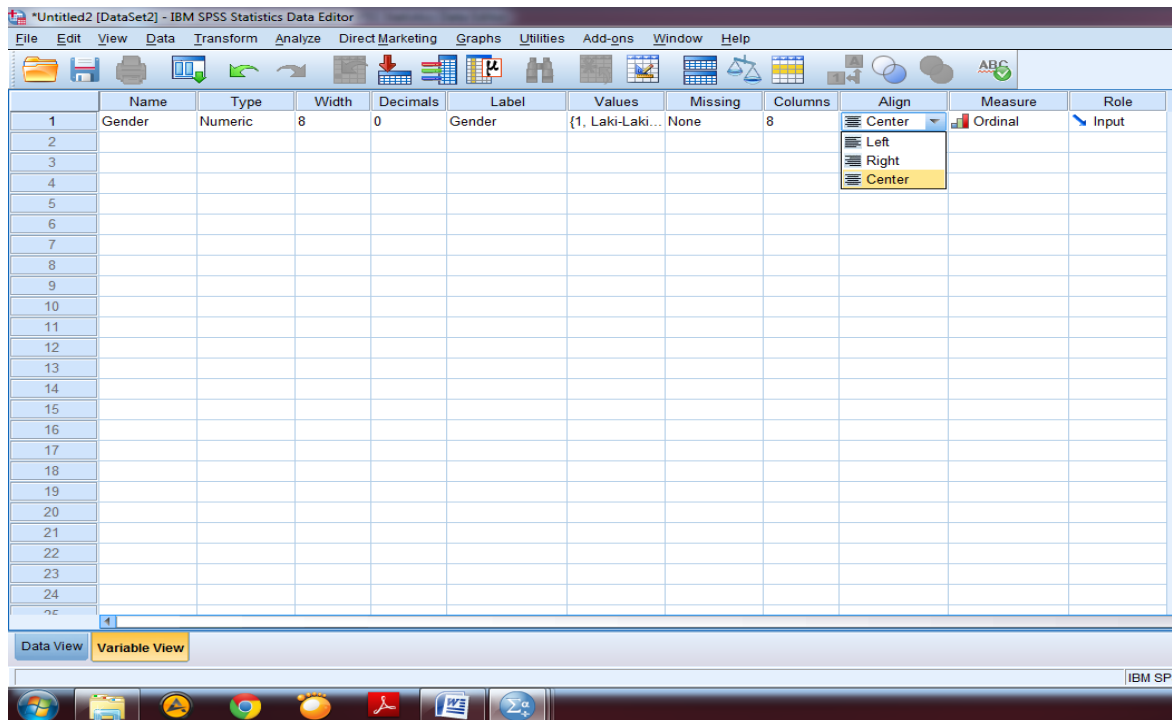 *Untitled2 [DataSet2] - IBM SPSS Statistics Data Editor
File Edit View Data Transform Analyze Direct Marketing Graphs Utilities Add-ons Window Help
Name Type Width Decimals Label Values Missing Columns Align Measure Role
1 Gender Numeric 8 0 Gender {1, Laki-Laki... None 8 Center Ordinal Input
2 Left
3 Right
4 Center
5
6
7
8
9
10
11
12
13
14
15
16
17
18
19
20
21
22
23
24
25
Data View Variable View
IBM SP